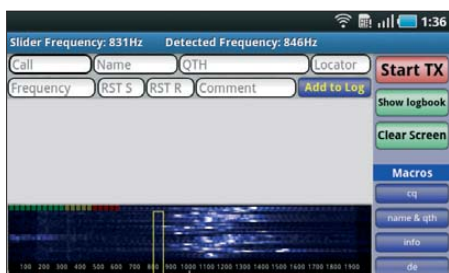 1:36
Slider Frequency: 831Hz Detected Frequency: 846Hz
Call Name QTH Locator
Start TX
Frequency RST S RST R Comment Add to Log
Show logbook
Clear Screen
Macros
cq
name & qth
info
de
100 200 300 400 500 600 700 800 900 1000 1100 1200 1300 1400 1500 1600 1700 1800 1900